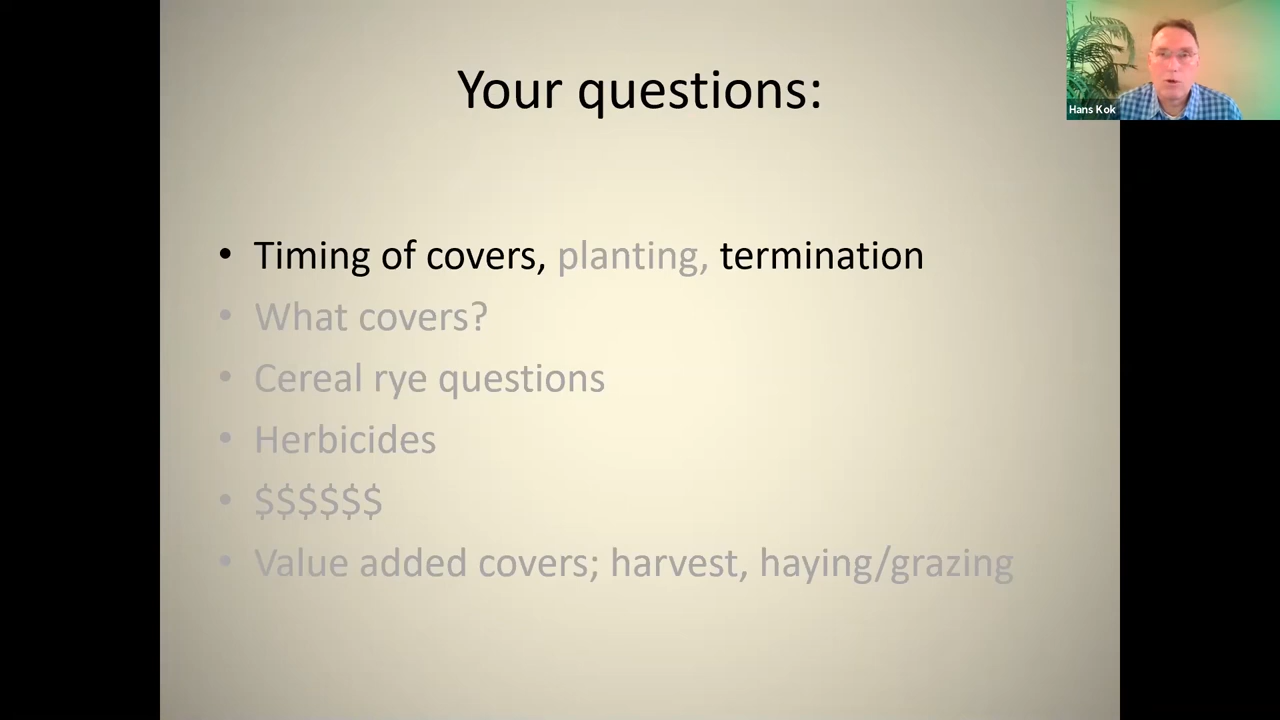 Your questions:
Hans Kok
• Timing of covers, planting, termination
• What covers?
• Cereal rye questions
• Herbicides
• $$$$$$
• Value added covers; harvest, haying/grazing